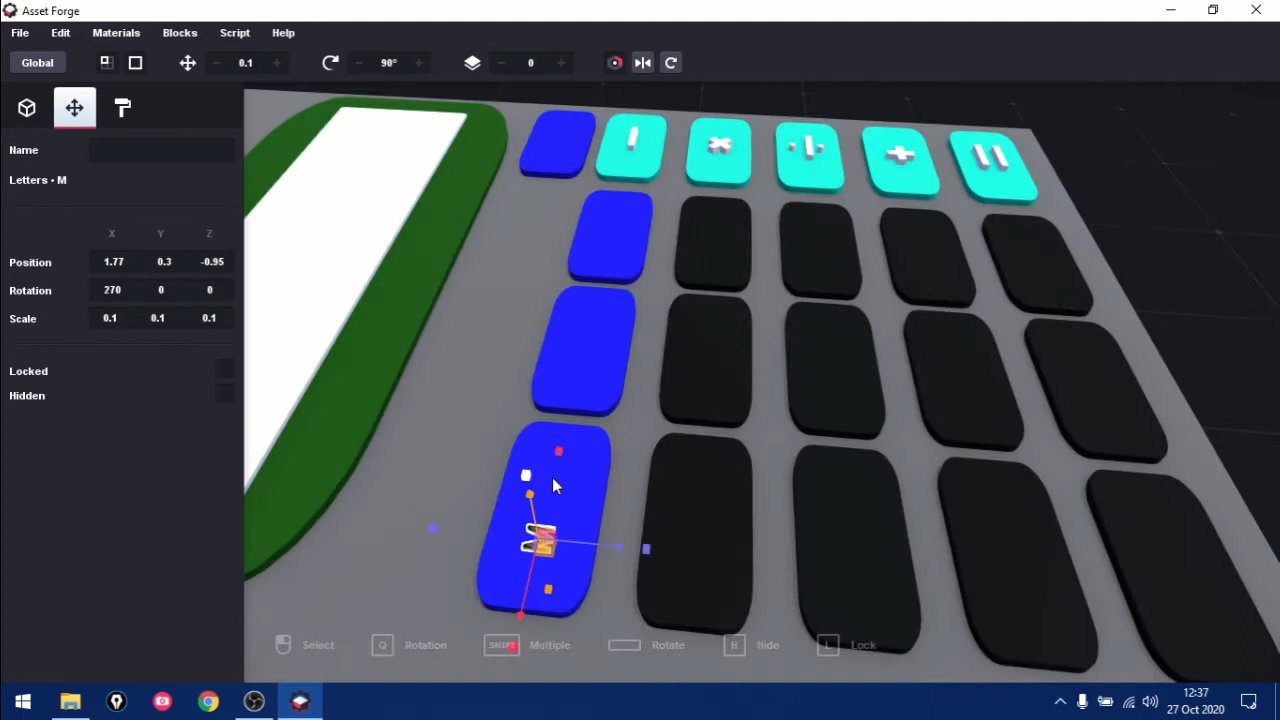 Asset Forge
File Edit Materials Blocks Script Help
Global - 0.1 + - 90° + - 0 +
Name
Letters • M
X Y Z
Position 1.77 0.3 -0.95
Rotation 270 0 0
Scale 0.1 0.1 0.1
Locked
Hidden
M
Select Q Rotation SHIFT Multiple Rotate H Hide L Lock
12:37
27 Oct 2020